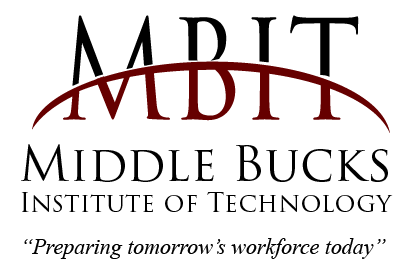 MBIT
MIDDLE BUCKS
INSTITUTE OF TECHNOLOGY
“Preparing tomorrow’s workforce today”